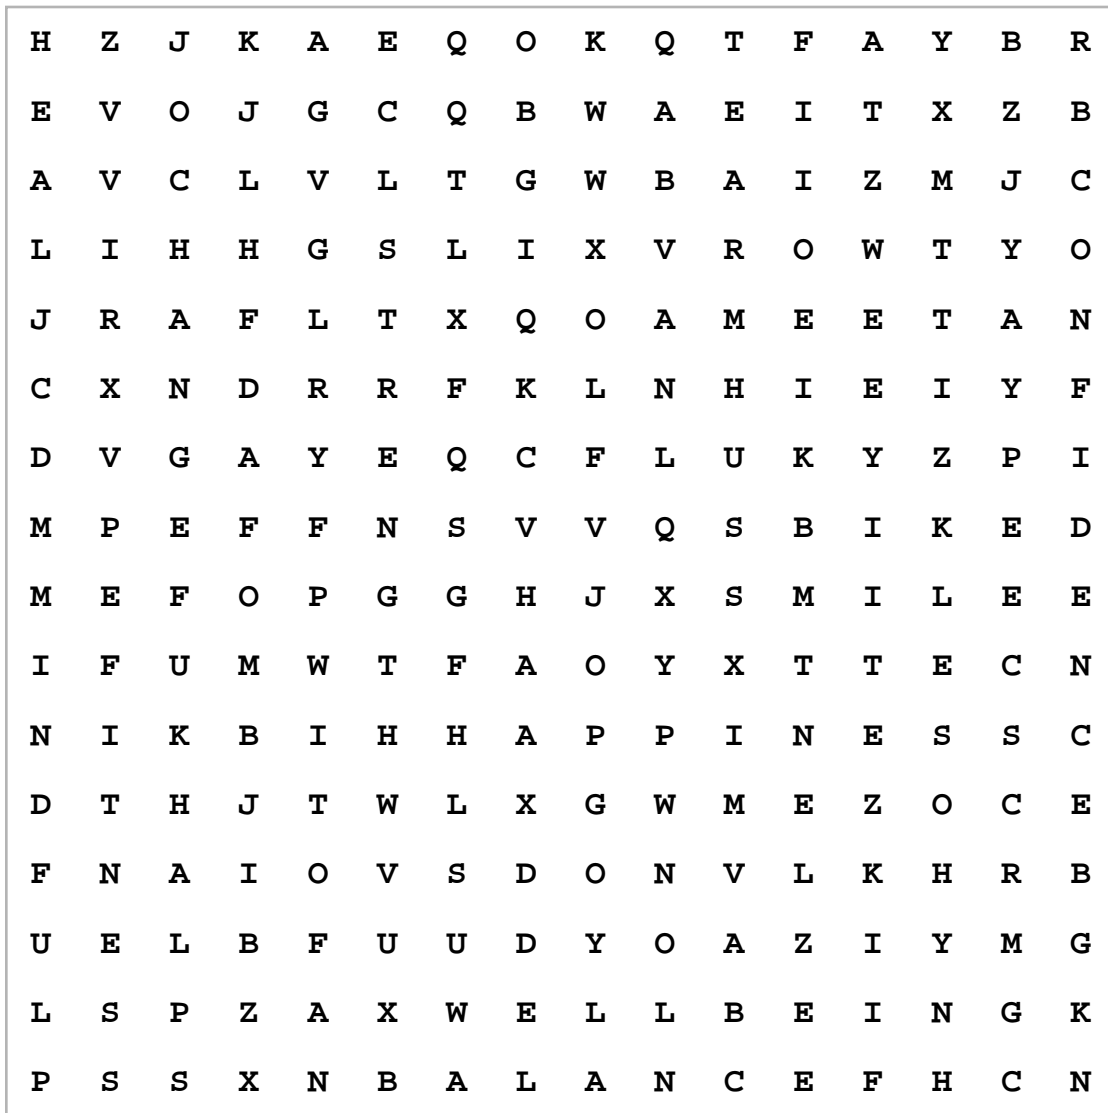 H Z J K A E Q O K Q T F A Y B R
E V O J G C Q B W A E I T X Z B
A V C L V L T G W B A I Z M J C
L I H H G S L I X V R O W T Y O
J R A F L T X Q O A M E E T A N
C X N D R R F K L N H I E I Y F
D V G A Y E Q C F L U K Y Z P I
M P E F F N S V V Q S B I K E D
M E F O P G G H J X S M I L E E
I F U M W T F A O Y X T T E C N
N I K B I H H A P P I N E S S C
D T H J T W L X G W M E Z O C E
F N A I O V S D O N V L K H R B
U E L B F U U D Y O A Z I Y M G
L S P Z A X W E L L B E I N G K
P S S X N B A L A N C E F H C N